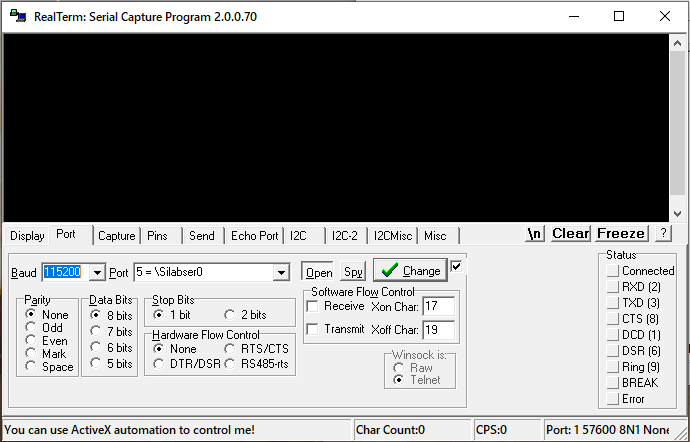 RealTerm: Serial Capture Program 2.0.0.70
Display Port Capture Pins Send Echo Port I2C I2C-2 I2CMisc Misc \n Clear Freeze ?
Baud 115200 Port 5 = \Silabser0 Open Spy Change
Parity
None
Odd
Even
Mark
Space
Data Bits
8 bits
7 bits
6 bits
5 bits
Stop Bits
1 bit 2 bits
Hardware Flow Control
None RTS/CTS
DTR/DSR RS485-rts
Software Flow Control
Receive Xon Char: 17
Transmit Xoff Char: 19
Winsock is:
Raw
Telnet
Status
Connected
RXD (2)
TXD (3)
CTS (8)
DCD (1)
DSR (6)
Ring (9)
BREAK
Error
You can use ActiveX automation to control me! Char Count:0 CPS:0 Port: 1 57600 8N1 None